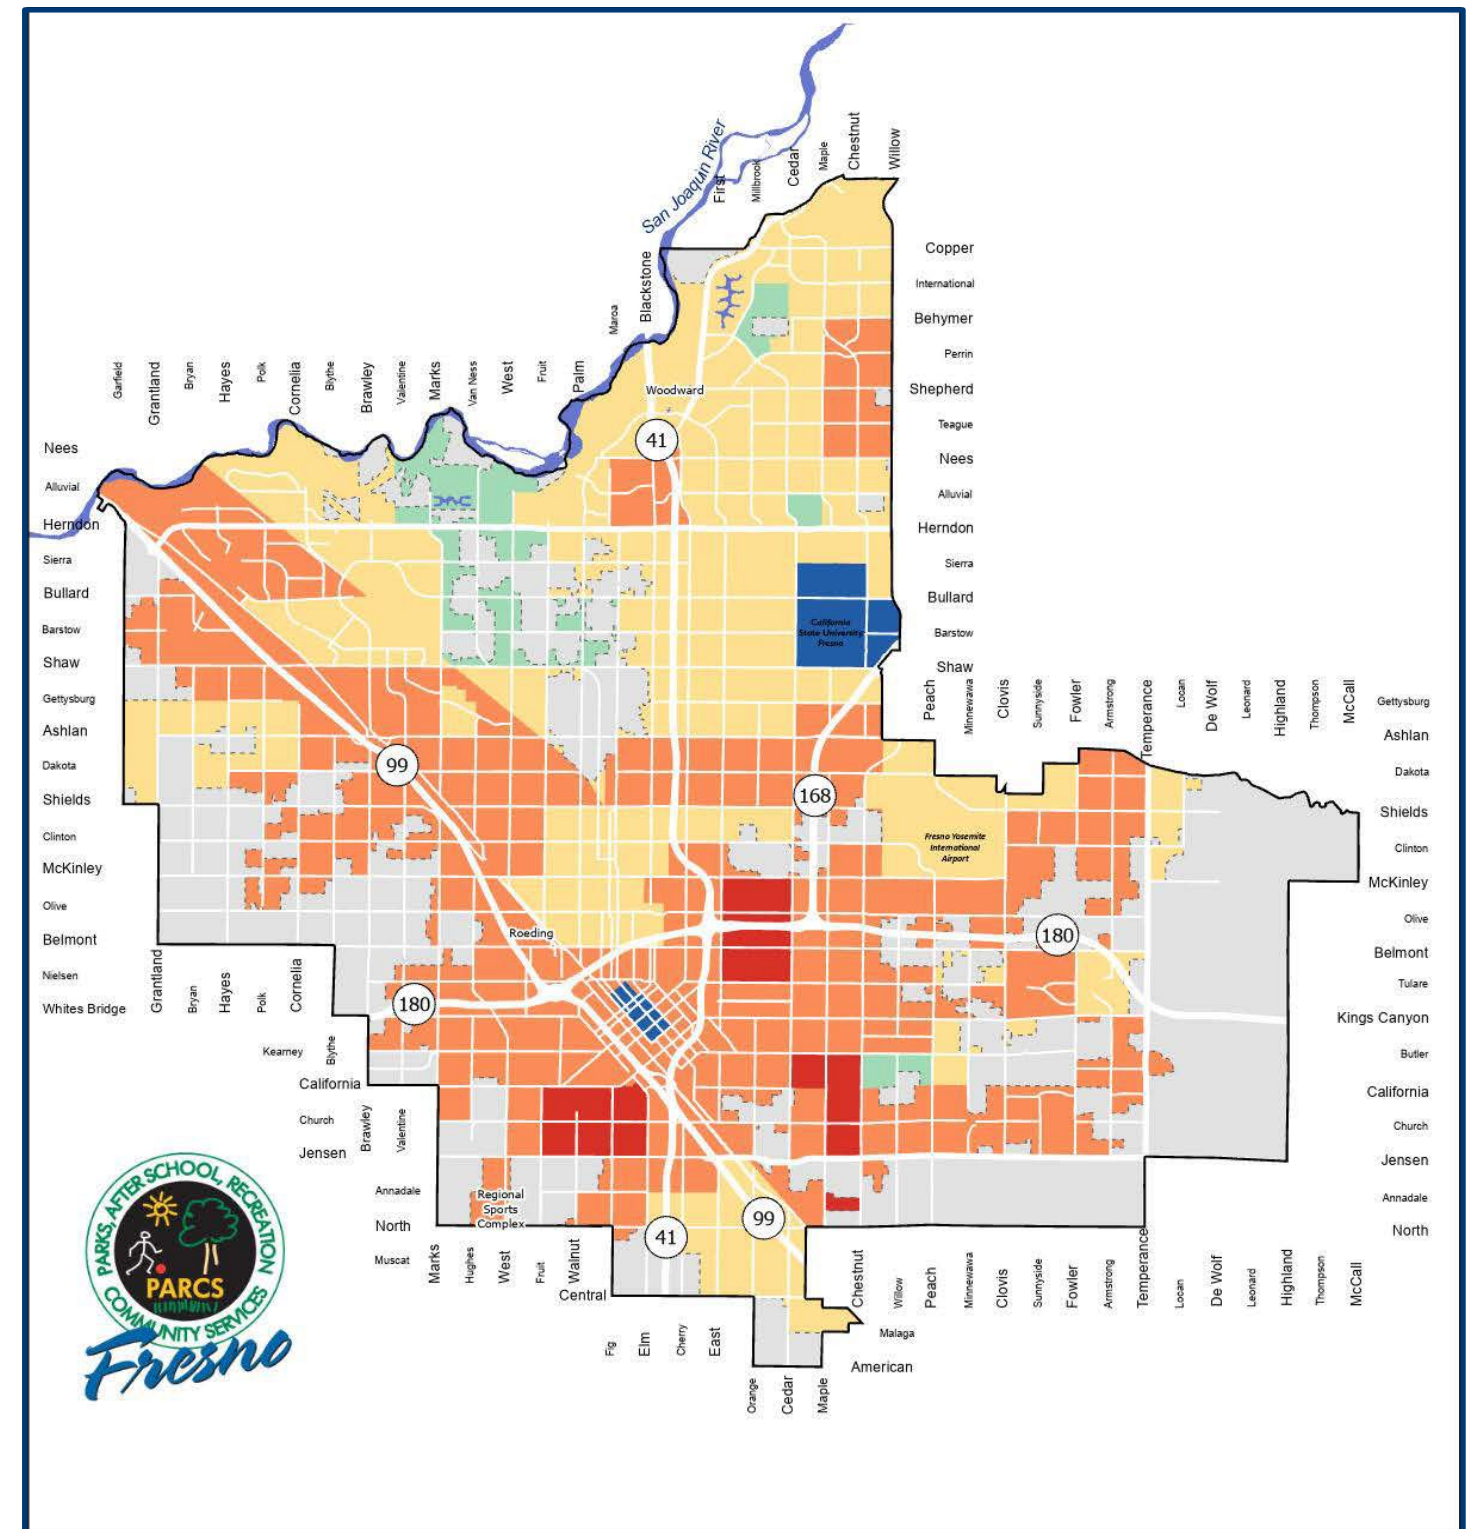 San Joaquin River
First
Millbrook
Cedar
Maple
Chestnut
Willow
Copper
International
Behymer
Perrin
Shepherd
Teague
Nees
Alluvial
Herndon
Sierra
Bullard
Barstow
Shaw
Maroa
Blackstone
Garfield
Grantland
Bryan
Hayes
Polk
Cornelia
Blythe
Brawley
Valentine
Marks
Van Ness
West
Fruit
Palm
Woodward
41
Nees
Alluvial
Herndon
Sierra
Bullard
Barstow
Shaw
Gettysburg
Ashlan
Dakota
Shields
Clinton
McKinley
Olive
Belmont
Nielsen
Whites Bridge
California
State University
Fresno
Peach
Minnewawa
Clovis
Sunnyside
Fowler
Armstrong
Temperance
Locan
De Wolf
Leonard
Highland
Thompson
McCall
Gettysburg
Ashlan
Dakota
Shields
Clinton
McKinley
Olive
Belmont
Tulare
Kings Canyon
Butler
California
Church
Jensen
Annadale
North
99
168
Fresno Yosemite
International
Airport
Roeding
180
180
Grantland
Bryan
Hayes
Polk
Cornelia
Kearney
Blythe
California
Church
Jensen
Brawley
Valentine
Annadale
North
Muscat
Regional
Sports
Complex
41
99
Marks
Hughes
West
Fruit
Walnut
Central
Fig
Elm
Cherry
East
Orange
Cedar
Maple
Chestnut
Willow
Peach
Minnewawa
Clovis
Sunnyside
Fowler
Armstrong
Temperance
Locan
De Wolf
Leonard
Highland
Thompson
McCall
Malaga
American
PARKS, AFTER SCHOOL, RECREATION
PARCS
COMMUNITY SERVICES
Fresno